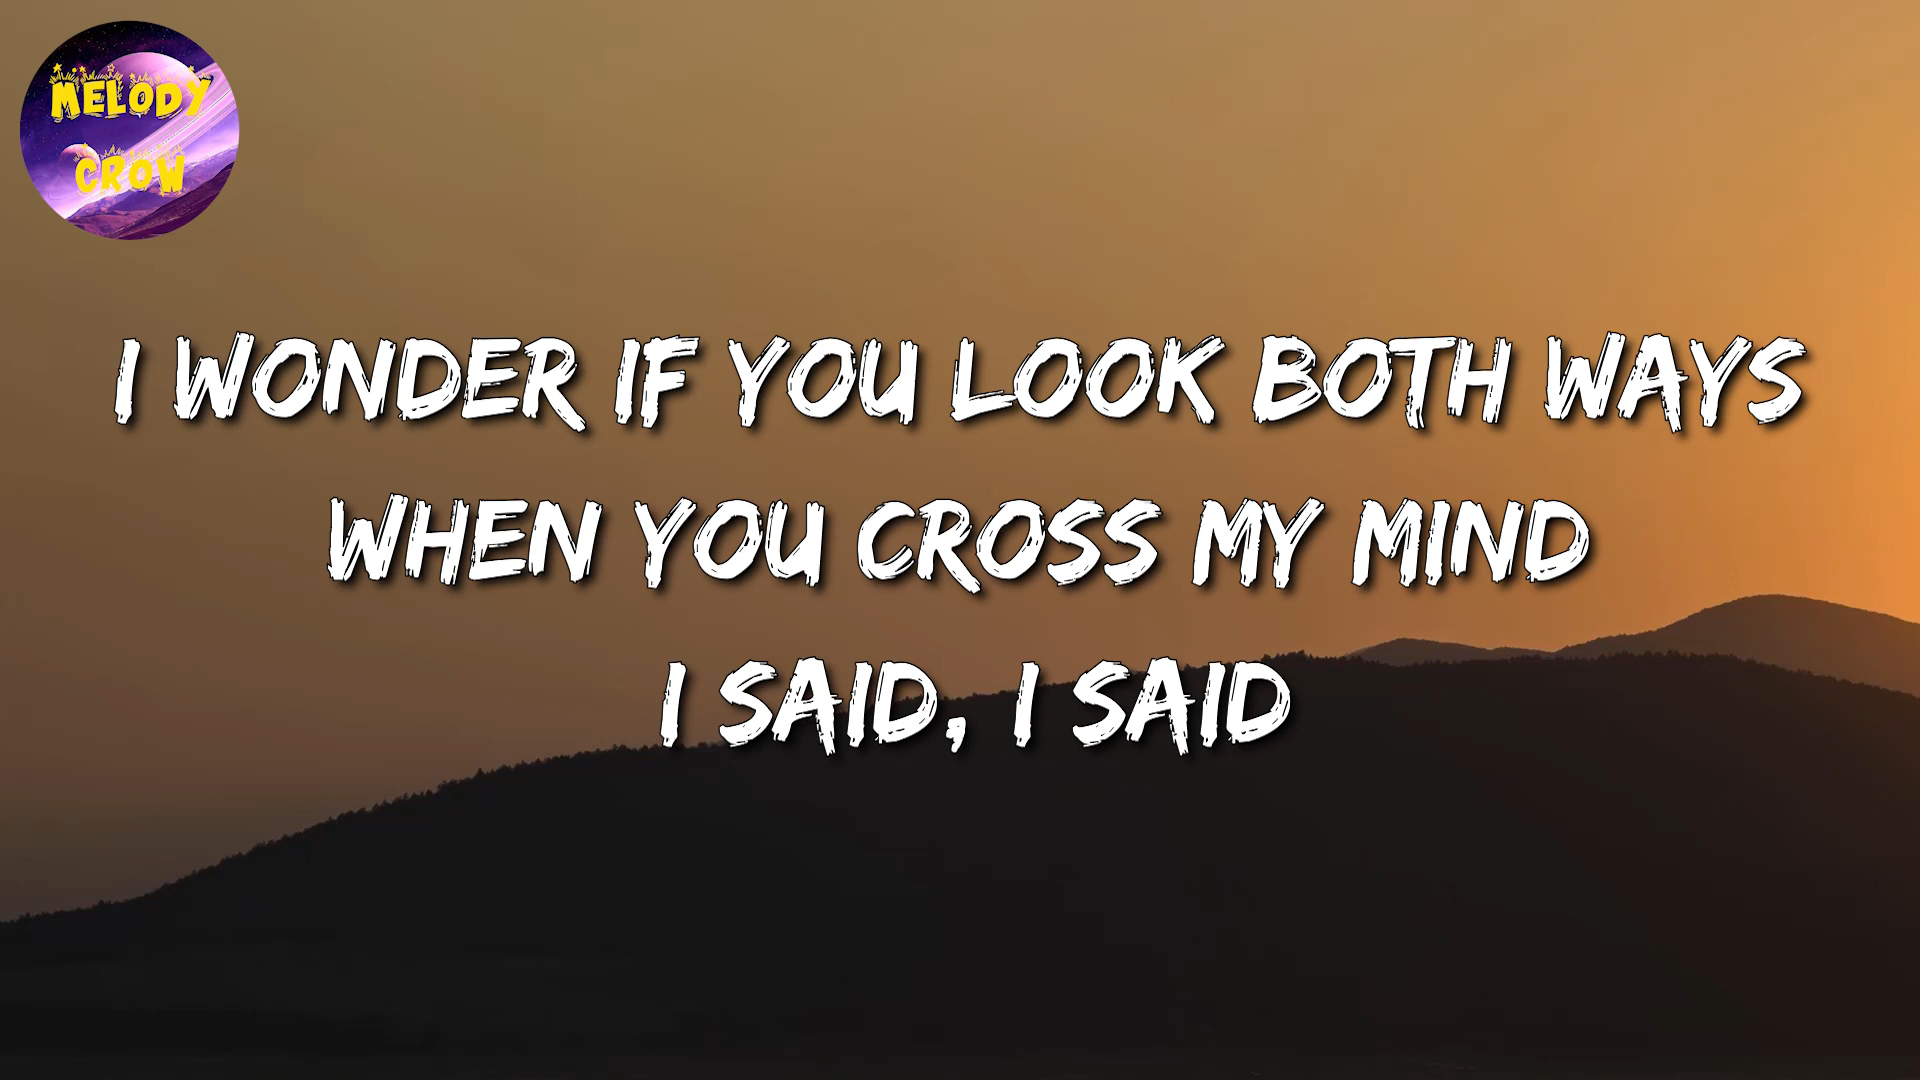 MELODY
CROW
I WONDER IF YOU LOOK BOTH WAYS
WHEN YOU CROSS MY MIND
I SAID, I SAID